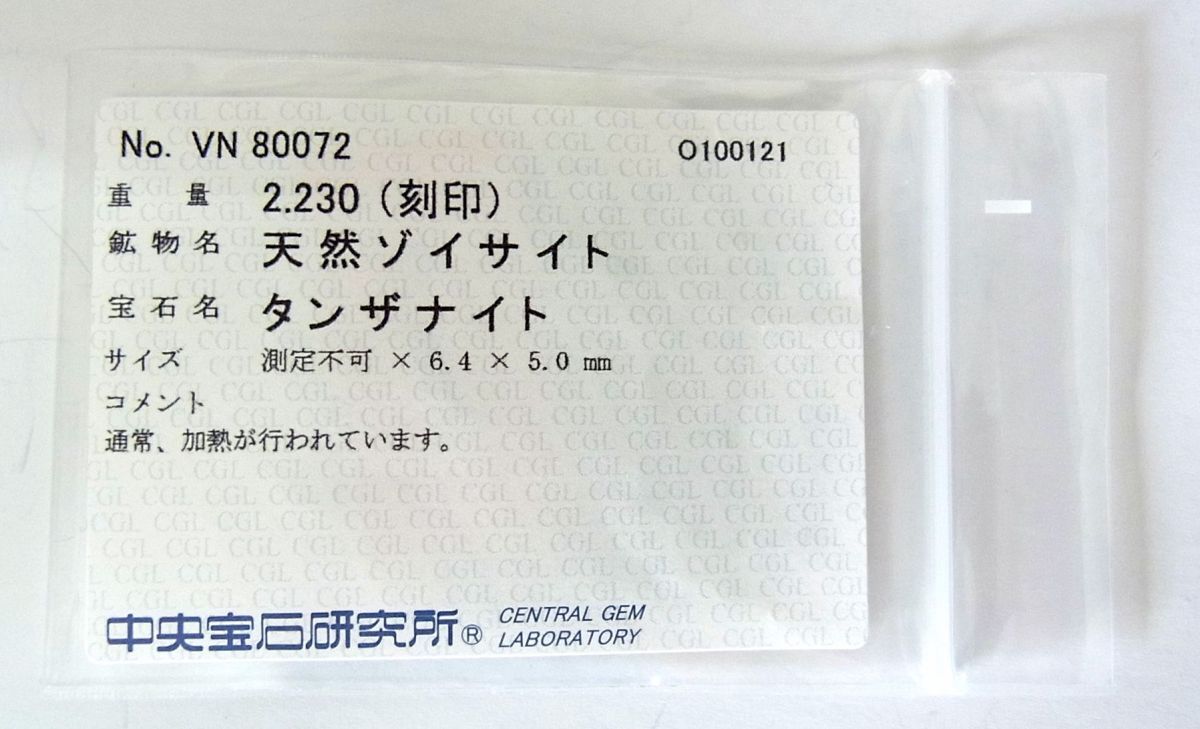 No. VN 80072 O100121
重量 2.230 (刻印)
鉱物名 天然ゾイサイト
宝石名 タンザナイト
サイズ 測定不可 × 6.4 × 5.0 mm
コメント
通常、加熱が行われています。
中央宝石研究所® CENTRAL GEM
LABORATORY